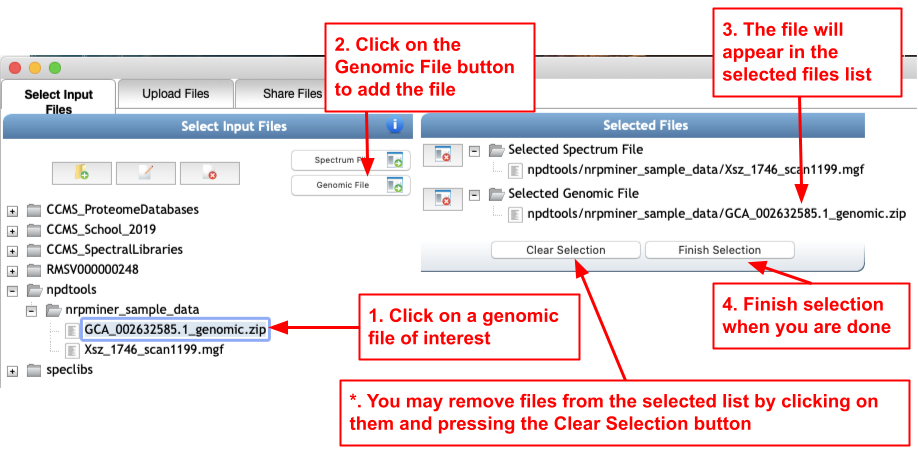 2. Click on the
Genomic File button
to add the file
3. The file will
appear in the
selected files list
Select Input
Files
Upload Files
Share Files
Select Input Files
i
Spectrum F
Genomic File
CCMS_ProteomeDatabases
CCMS_School_2019
CCMS_SpectralLibraries
RMSV000000248
npdtools
nrpminer_sample_data
GCA_002632585.1_genomic.zip
Xsz_1746_scan1199.mgf
speclibs
Selected Files
Selected Spectrum File
npdtools/nrpminer_sample_data/Xsz_1746_scan1199.mgf
Selected Genomic File
npdtools/nrpminer_sample_data/GCA_002632585.1_genomic.zip
Clear Selection
Finish Selection
1. Click on a genomic
file of interest
4. Finish selection
when you are done
*. You may remove files from the selected list by clicking on
them and pressing the Clear Selection button